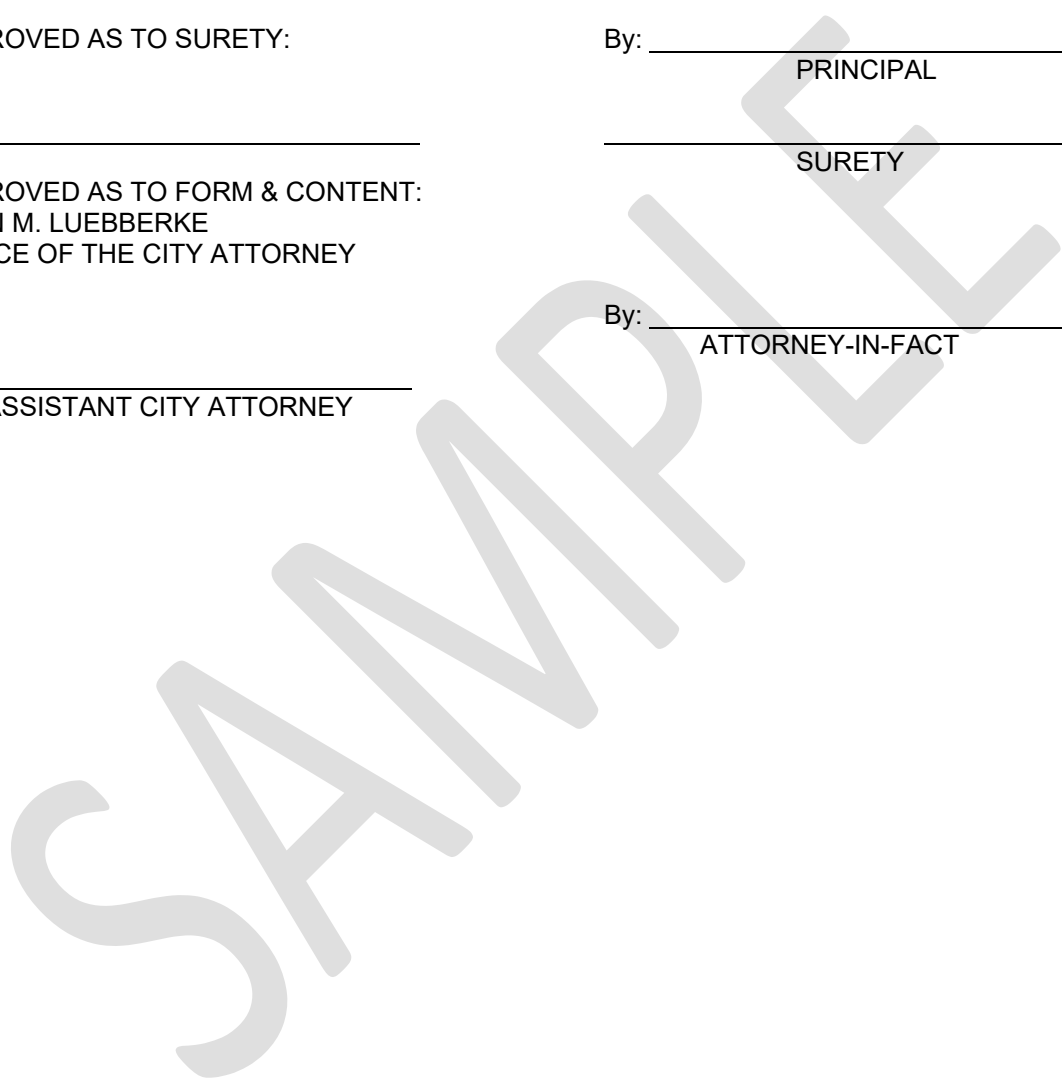 ROVED AS TO SURETY:
ROVED AS TO FORM & CONTENT:
M. LUEBBERKE
CE OF THE CITY ATTORNEY
ASSISTANT CITY ATTORNEY
By:
PRINCIPAL
SURETY
By:
ATTORNEY-IN-FACT
SAMPLE